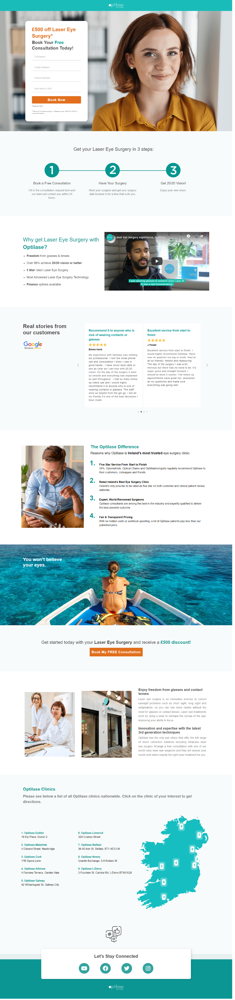 optilase
EYE CLINIC
£500 off Laser Eye
Surgery*
Book Your Free
Consultation Today!
Full Name*
Email Address*
Phone Number*
Best time to call?
Book Now
*Required field
**Terms & Conditions Apply – Please phone 1890 301 302 for
more information
Get your Laser Eye Surgery in 3 steps:
1
2
3
Book a Free Consultation
Have Your Surgery
Get 20/20 Vision!
Fill in the consultation request form and
our team will contact you within 24
hours.
Meet your surgeon and get your surgery
date booked in for a time that suits you.
Enjoy your new vision.
Why get Laser Eye Surgery with
Optilase?
• Freedom from glasses & lenses
• Over 99% achieve 20/20 vision or better
• 5 Star rated Laser Eye Surgery
• Most Advanced Laser Eye Surgery Technology
• Finance options available
Laser eye surgery experience, Optilase
see
I was wearing glasses & contacts since I was 15.
It was a real inconvenience.
Real stories from
our customers
Google
Reviews
Recommend it to anyone who is
sick of wearing contacts or
glasses
Emma Hand
My experience with Optilase was nothing
but professional. From the initial phone
call and consultation I knew I was in
good hands , I have never been able to
see as clear as I can now with 20:20
vision. On the day of the surgery it went
so smooth and everything was explained
so well throughout . I had so many follow
up check ups and I would highly
recommend it to anyone who is sick of
wearing contacts or glasses. The staff
were so helpful from the get go. I tell all
my friends it's one of the best decisions I
have made.
Excellent service from start to
finish
J Power
Excellent service from start to finish. I
would highly recommend Optilase, there
was no question too big or small, they're
all so friendly, helpful and reassuring.
The day of the surgery I was a bit
nervous but there was no need to be. It's
super quick and straight forward. I
should've done it sooner. The follow up
appointments were great too, answered
all my questions and made sure
everything was going well.
The Optilase Difference
Reasons why Optilase is Ireland's most trusted eye surgery clinic:
1. Five Star Service From Start to Finish
GPs, Optometrists, Optical Chains and Ophthalmologists regularly recommend Optilase to
their customers, colleagues and friends.
2. Rated Ireland's Best Eye Surgery Clinic
Ireland's only provider to be rated as five star on both customer and clinical patient review
websites.
3. Expert, World-Renowned Surgeons
Optilase consultants are among the best in the industry and expertly qualified to deliver
the best possible outcome.
4. Fair & Transparent Pricing
With no hidden costs or unethical upselling, a lot of Optilase patients pay less than our
published price.
You won't believe
your eyes.
Get started today with your Laser Eye Surgery and receive a £500 discount!
Book My FREE Consultation
optilase
Enjoy freedom from glasses and contact
lenses
Laser eye surgery is an innovative process to correct
eyesight problems such as short sight, long sight and
astigmatism, so you can see more clearly without the
need for glasses or contact lenses. Laser eye treatments
work by using a laser to reshape the cornea of the eye,
improving your ability to focus.
Innovation and expertise with the latest
3rd generation techniques
Optilase has the only eye clinics that offer the full range
of vision correction solutions including IntraLase laser
eye surgery. Arrange a free consultation with one of our
world class laser eye surgeons and they will assess your
needs and select exactly the right laser treatment for you.
Optilase Clinics
Please see below a list of all Optilase clinics nationwide. Click on the clinic of your interest to get
directions.
1. Optilase Dublin
19 Ely Place, Dublin 2
2. Optilase Malahide
4 Edward Street, Newbridge
3. Optilase Cork
17B Opera Lane
4. Optilase Athlone
4 Fairview Terrace, Garden Vale
5. Optilase Galway
42 Williamsgate St, Galway City
6. Optilase Limerick
32A Cruises Street
7. Optilase Belfast
36-40 Ann St, Belfast, BT1 4EG UK
8. Optilase Newry
Granite Exchange, 5-6 Kildare St
9. Optilase L/Derry
3 Fountain St, Carlisle Rd, L/Derry BT48 6QX
9
7
8
2
4
1
5
6
3
#
Let's Stay Connected
optilase
EYE CLINIC